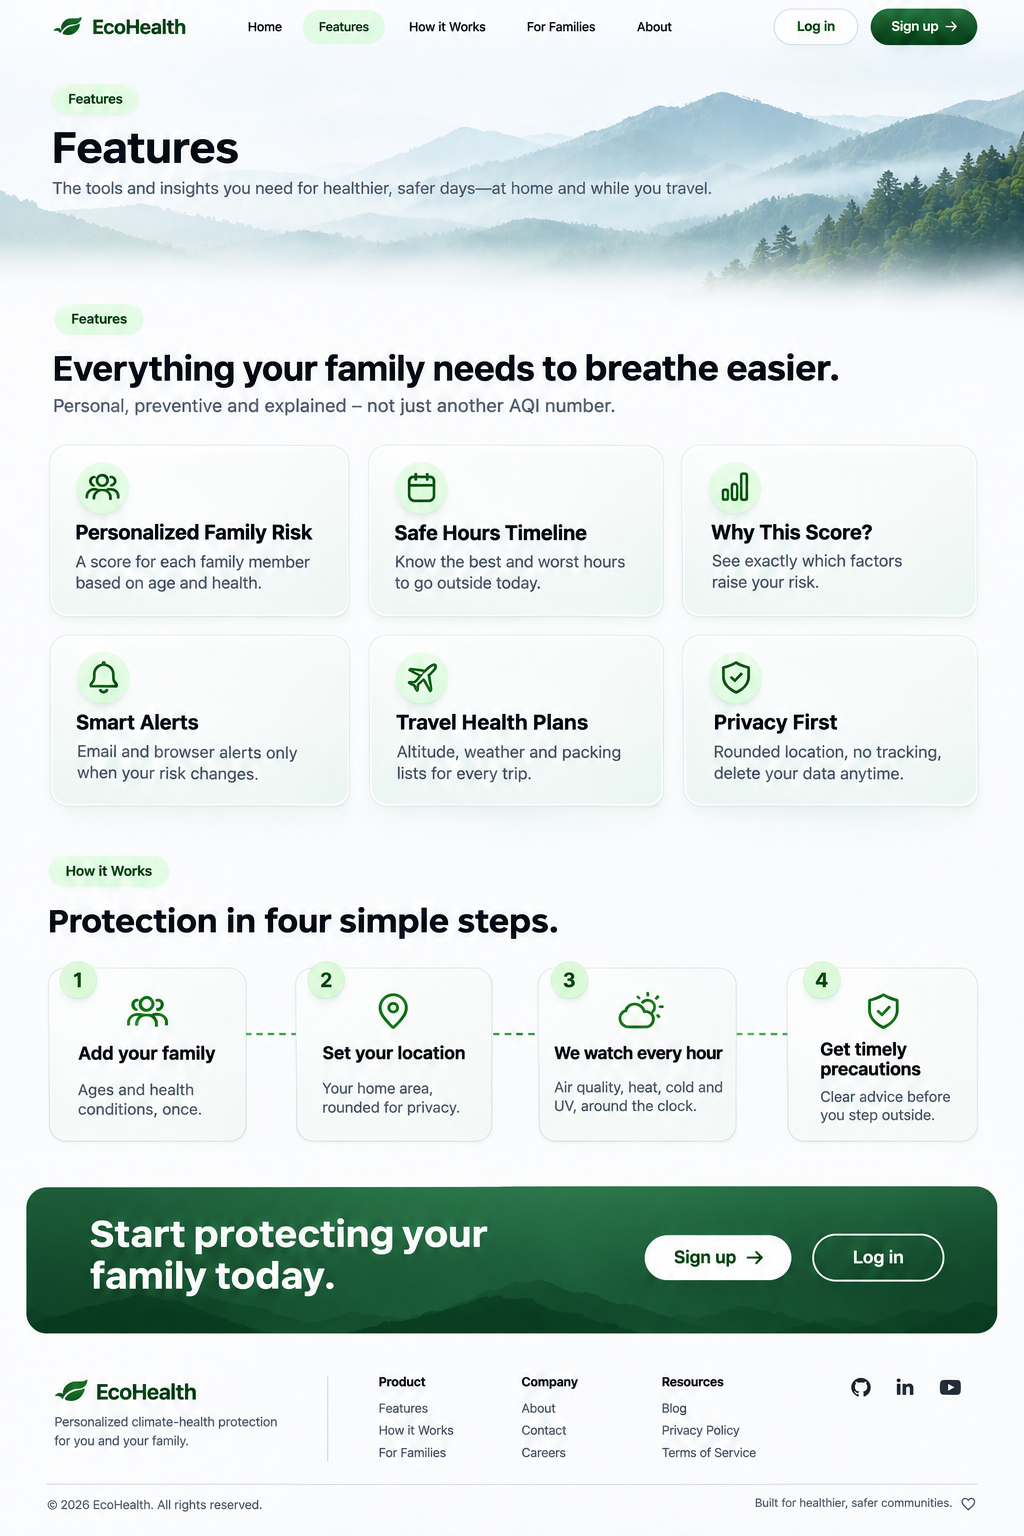 EcoHealth
Home
Features
How it Works
For Families
About
Log in
Sign up →
Features
Features
The tools and insights you need for healthier, safer days—at home and while you travel.
Features
Everything your family needs to breathe easier.
Personal, preventive and explained – not just another AQI number.
Personalized Family Risk
A score for each family member
based on age and health.
Safe Hours Timeline
Know the best and worst hours
to go outside today.
Why This Score?
See exactly which factors
raise your risk.
Smart Alerts
Email and browser alerts only
when your risk changes.
Travel Health Plans
Altitude, weather and packing
lists for every trip.
Privacy First
Rounded location, no tracking,
delete your data anytime.
How it Works
Protection in four simple steps.
1
Add your family
Ages and health
conditions, once.
2
Set your location
Your home area,
rounded for privacy.
3
We watch every hour
Air quality, heat, cold and
UV, around the clock.
4
Get timely
precautions
Clear advice before
you step outside.
Start protecting your
family today.
Sign up →
Log in
EcoHealth
Personalized climate-health protection
for you and your family.
Product
Features
How it Works
For Families
Company
About
Contact
Careers
Resources
Blog
Privacy Policy
Terms of Service
in
© 2026 EcoHealth. All rights reserved.
Built for healthier, safer communities.